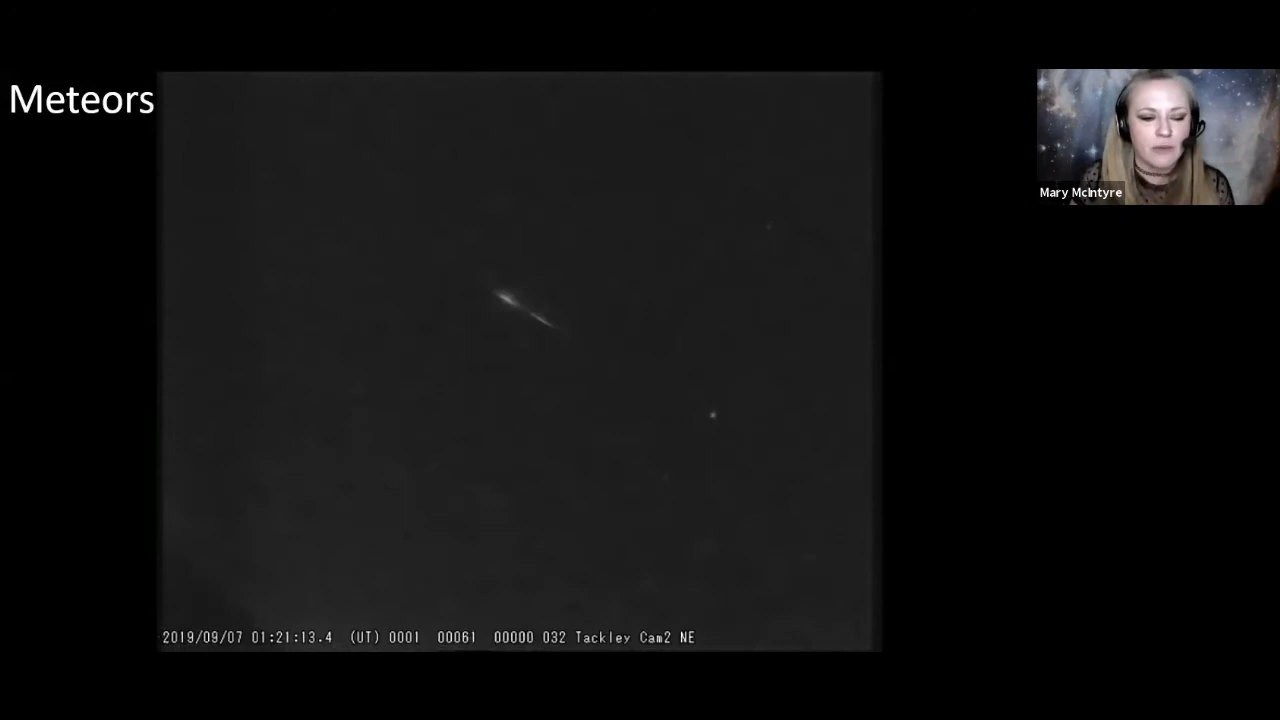 Meteors
Mary McIntyre
2019/09/07 01:21:13.4 (UT) 0001 00061 00000 032 Tackley Cam2 NE